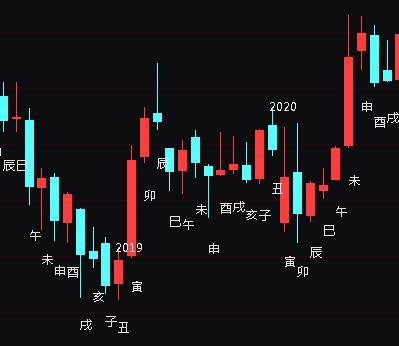 辰巳
午
未
申酉
戌
亥
子
丑
2019
寅
卯
辰
巳
午
未
申
酉
戌
亥
子
2020
丑
寅
卯
辰
巳
午
未
申
酉
戌